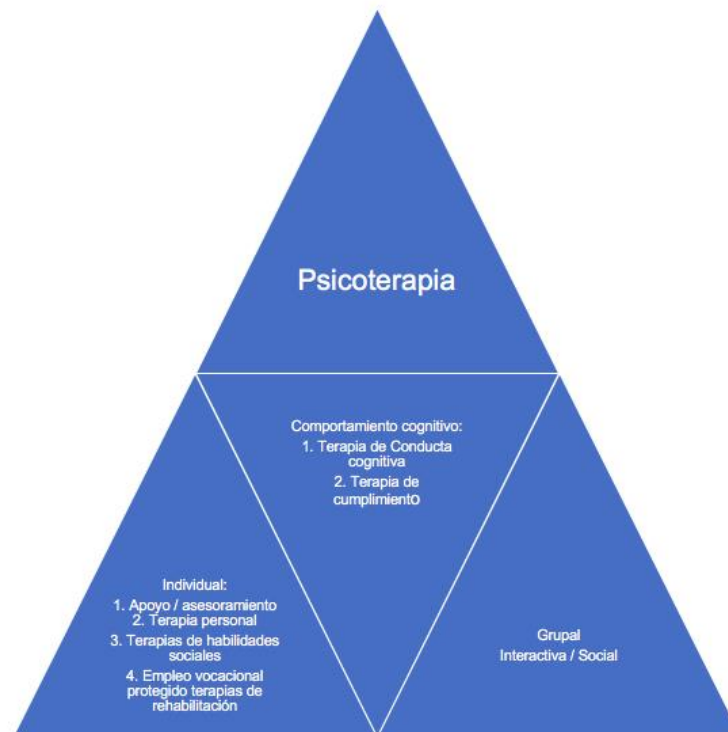 Psicoterapia
Comportamiento cognitivo:
1. Terapia de Conducta
cognitiva
2. Terapia de
cumplimiento
Individual:
1. Apoyo / asesoramiento
2. Terapia personal
3. Terapias de habilidades
sociales
4. Empleo vocacional
protegido terapias de
rehabilitación
Grupal
Interactiva / Social